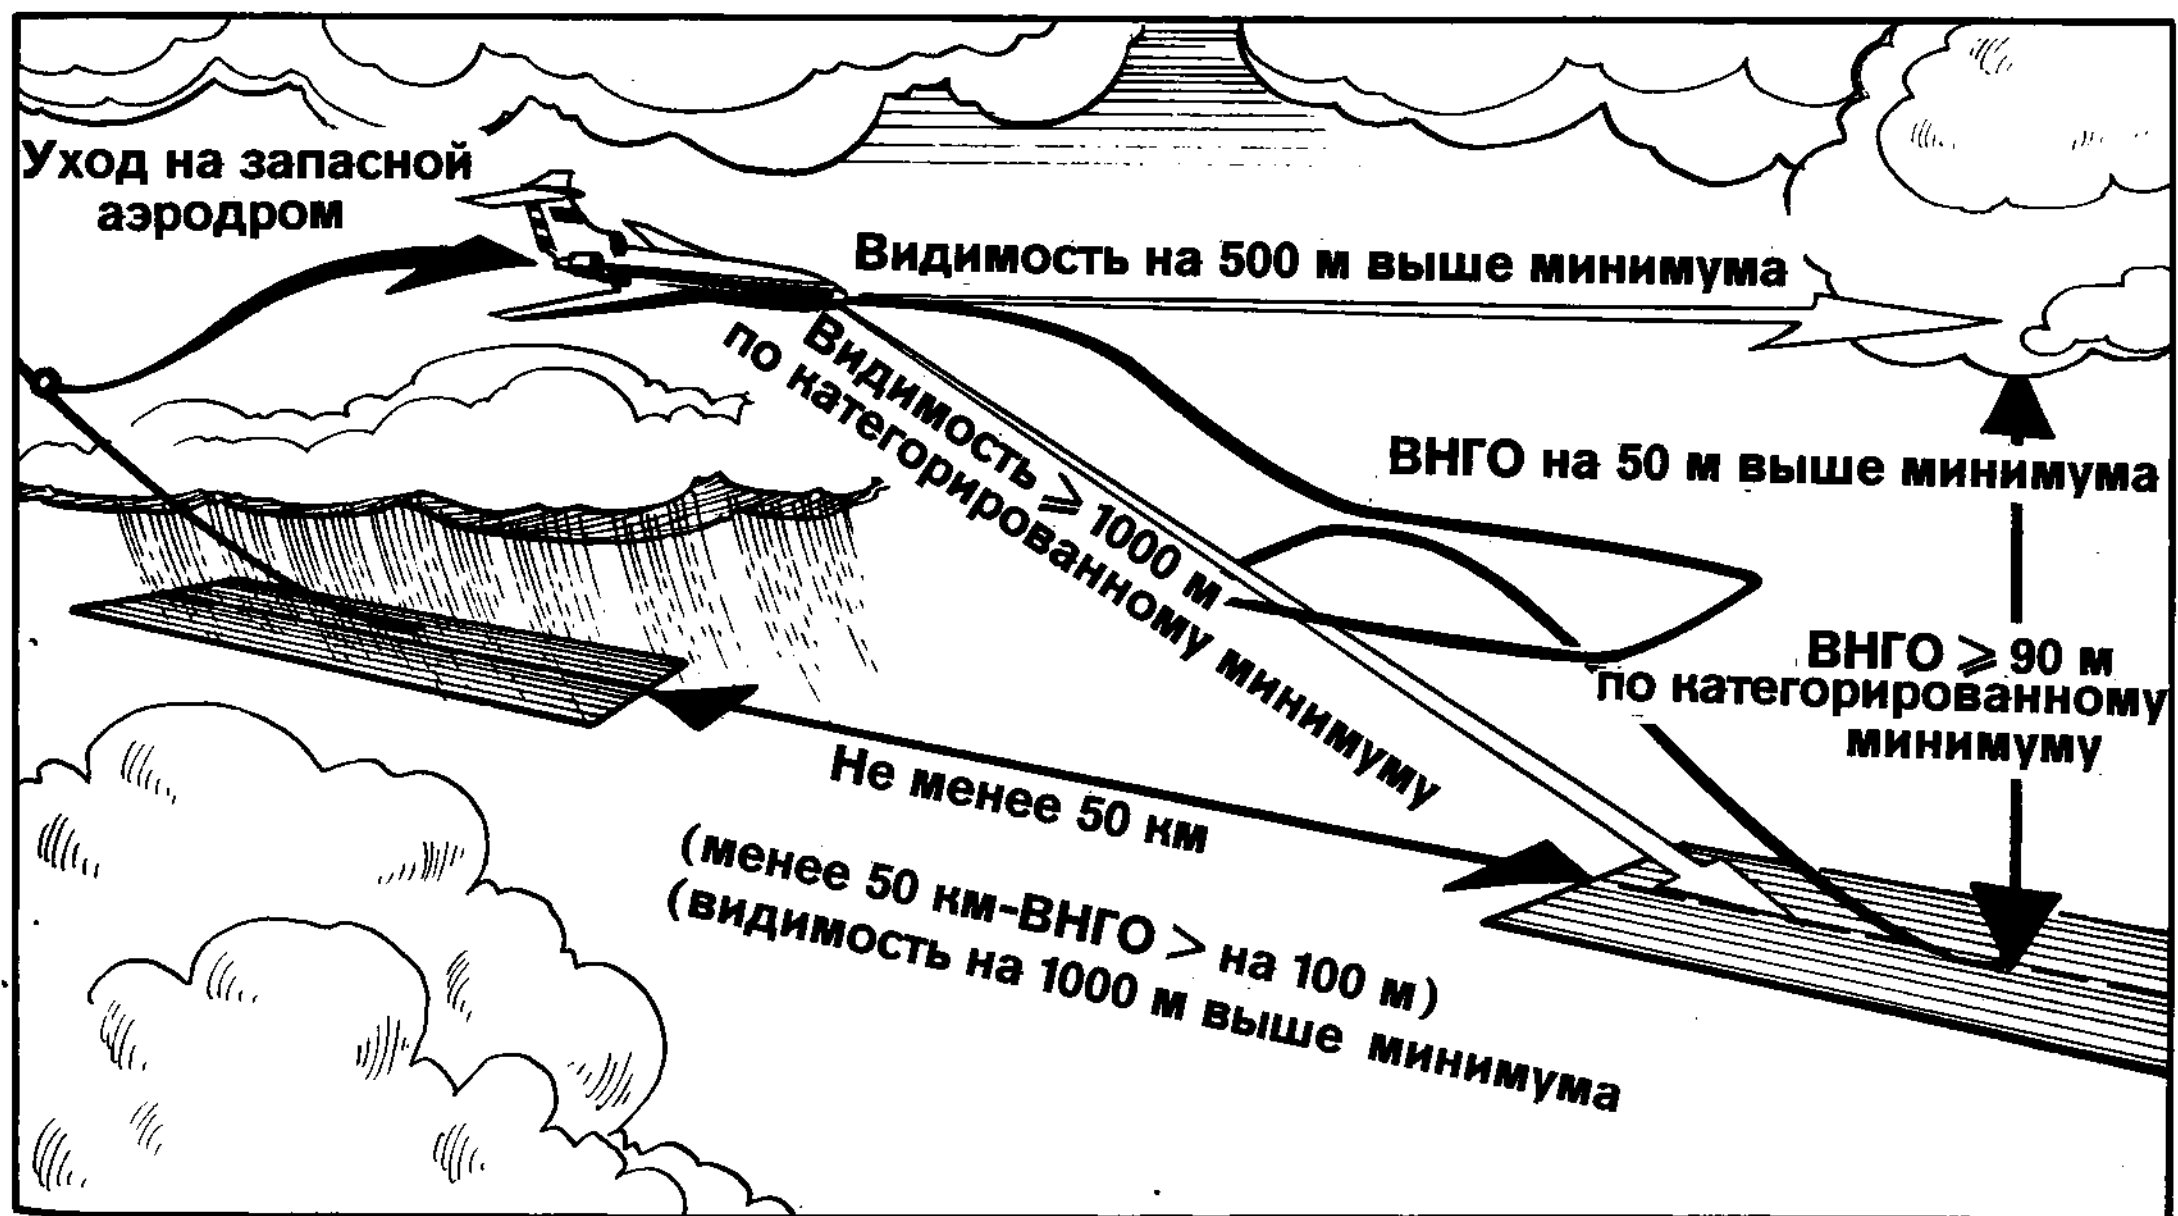 Уход на запасной
аэродром
Видимость на 500 м выше минимума
Видимость ⩾ 1000 м
по категорированному минимуму
ВНГО на 50 м выше минимума
ВНГО ⩾ 90 м
по категорированному
минимуму
Не менее 50 км
(менее 50 км-ВНГО > на 100 м)
(видимость на 1000 м выше минимума